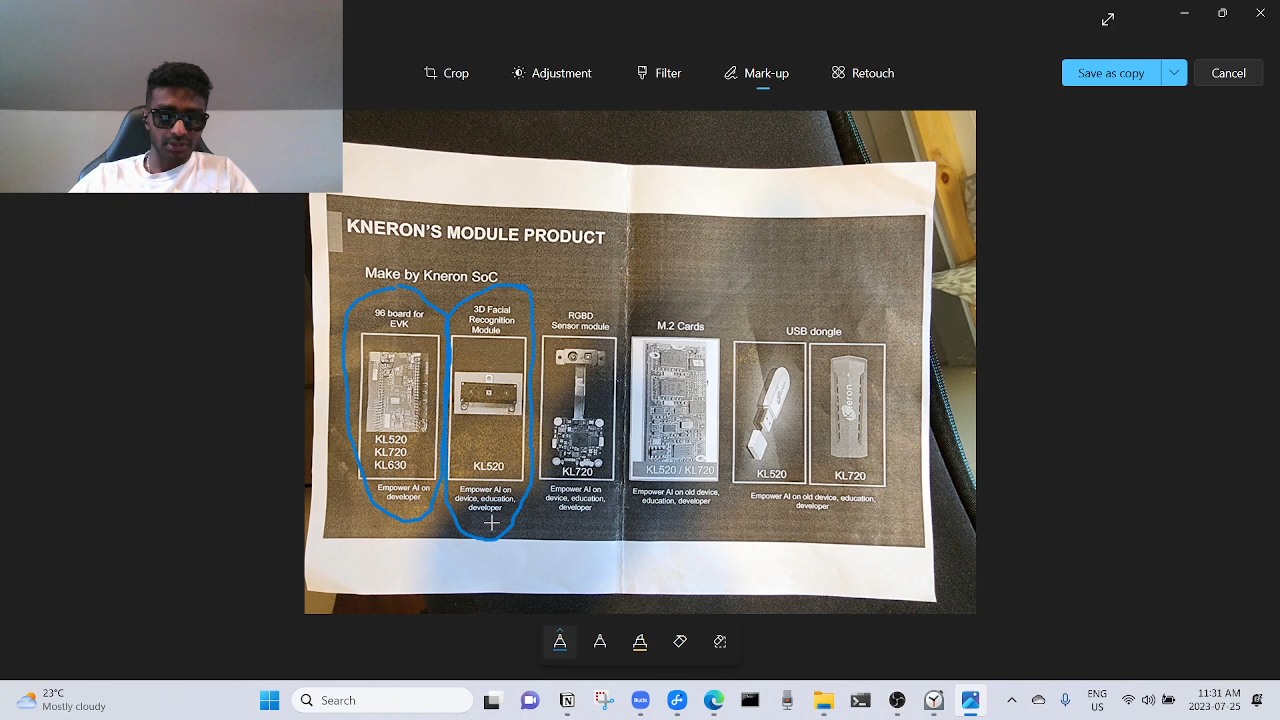 Crop
Adjustment
Filter
Mark-up
Retouch
Save as copy
Cancel
KNERON'S MODULE PRODUCT
Make by Kneron SoC
96 board for
EVK
KL520
KL720
KL630
Empower AI on
developer
3D Facial
Recognition
Module
KL520
Empower AI on
device, education,
developer
RGBD
Sensor module
KL720
Empower AI on
device, education,
developer
M.2 Cards
KL520 / KL720
Empower AI on old device,
education, developer
USB dongle
KL520
Kneron
KL720
Empower AI on old device, education,
developer
23°C
Mostly cloudy
Search
Buds
ENG
US
11:31 AM
2023-07-25